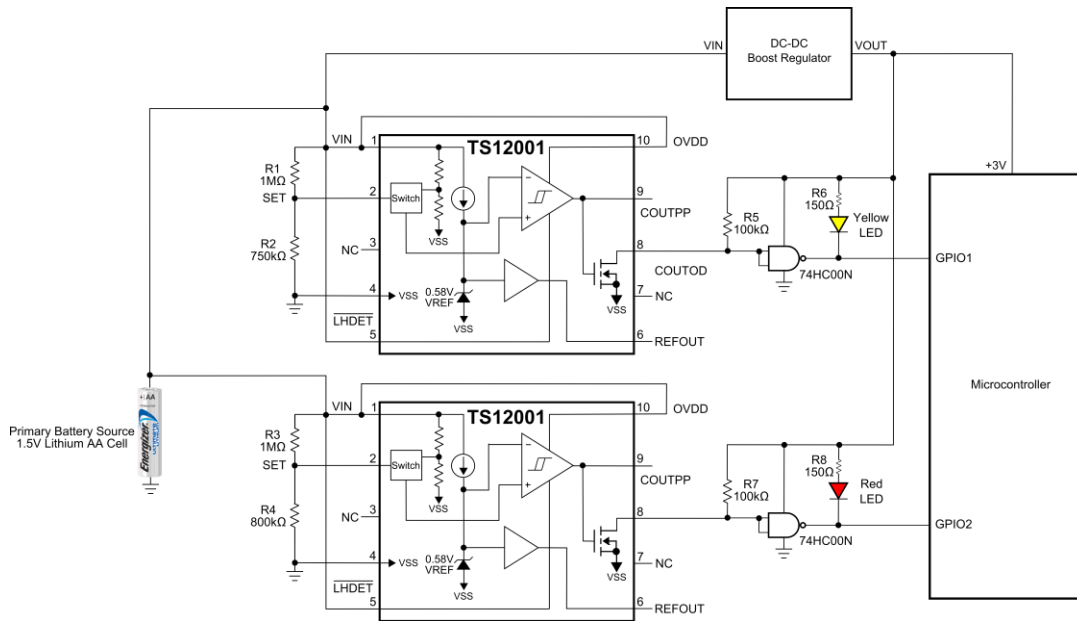 DC-DC
Boost Regulator
VIN
VOUT
VIN
1
TS12001
10
OVDD
R1
1MΩ
SET
2
Switch
VSS
−
+
9
COUTPP
R2
750kΩ
NC
3
8
COUTOD
4
VSS
0.58V
VREF
VSS
VSS
7
NC
LHDET
5
6
REFOUT
R5
100kΩ
R6
150Ω
Yellow
LED
74HC00N
+3V
GPIO1
Microcontroller
GPIO2
Primary Battery Source
1.5V Lithium AA Cell
+ AA
Energizer
VIN
1
TS12001
10
OVDD
R3
1MΩ
SET
2
Switch
VSS
−
+
9
COUTPP
R4
800kΩ
NC
3
8
4
VSS
0.58V
VREF
VSS
VSS
7
NC
LHDET
5
6
REFOUT
R7
100kΩ
R8
150Ω
Red
LED
74HC00N